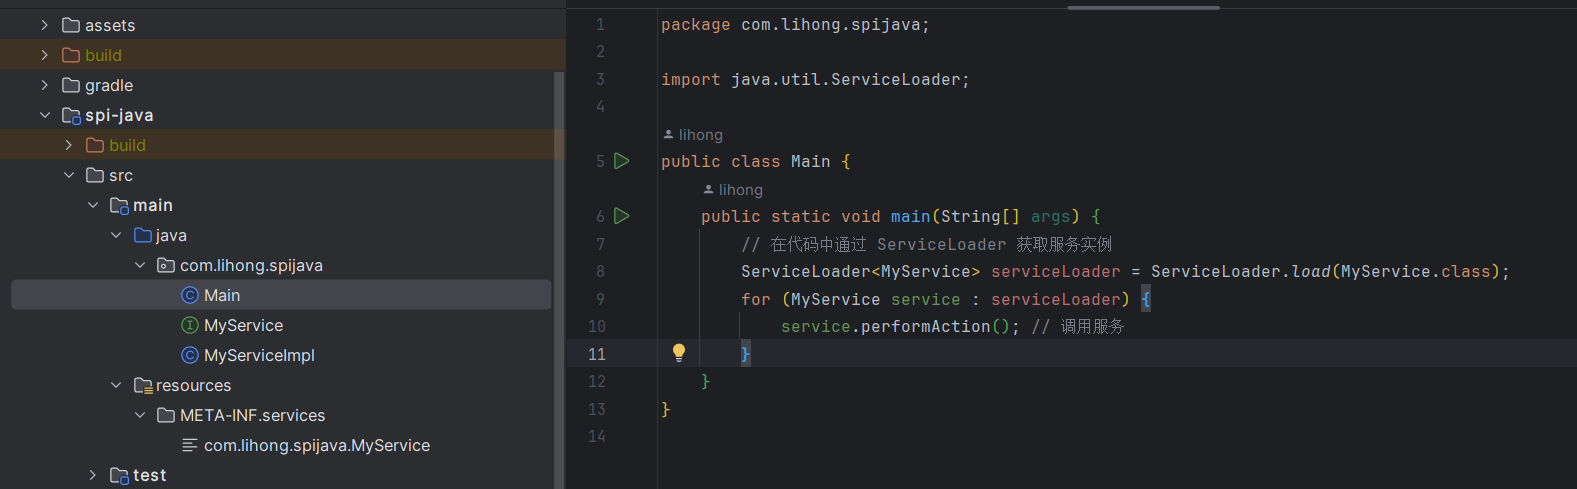 assets
build
gradle
spi-java
build
src
main
java
com.lihong.spijava
Main
MyService
MyServiceImpl
resources
META-INF.services
com.lihong.spijava.MyService
test
1 package com.lihong.spijava;
2
3 import java.util.ServiceLoader;
4
lihong
5 public class Main {
lihong
6 public static void main(String[] args) {
7 // 在代码中通过 ServiceLoader 获取服务实例
8 ServiceLoader<MyService> serviceLoader = ServiceLoader.load(MyService.class);
9 for (MyService service : serviceLoader) {
10 service.performAction(); // 调用服务
11 }
12 }
13 }
14